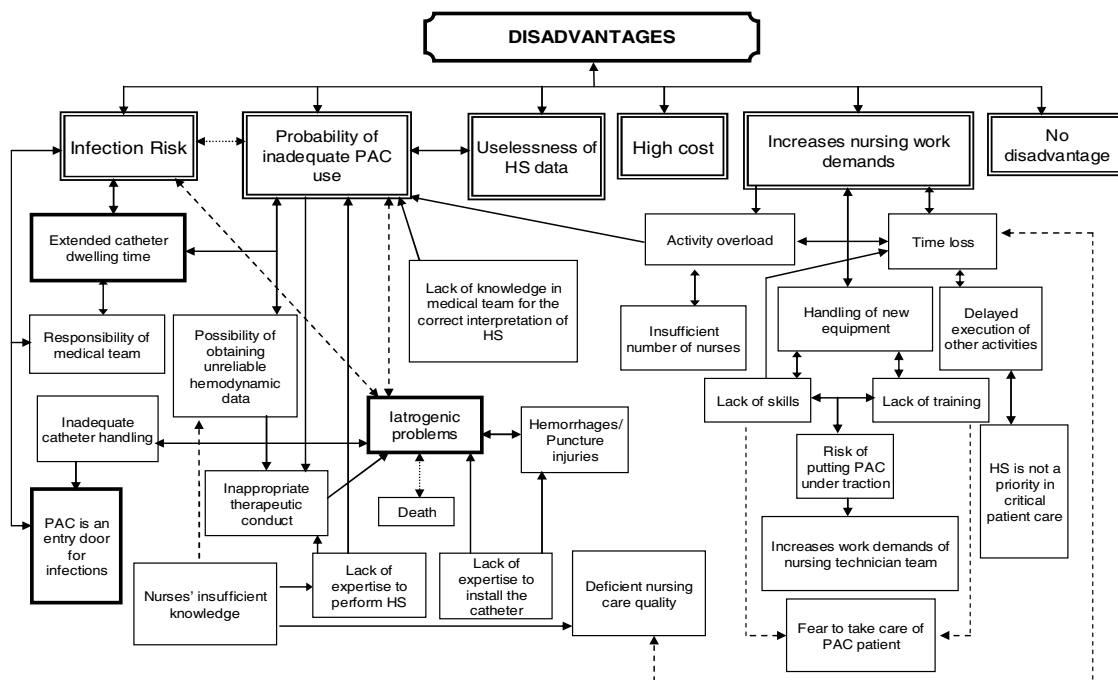 DISADVANTAGES
Infection Risk
Probability of
inadequate PAC
use
Uselessness of
HS data
High cost
Increases nursing work
demands
No
disadvantage
Extended catheter
dwelling time
Activity overload
Time loss
Lack of knowledge in
medical team for the
correct interpretation of
HS
Responsibility of
medical team
Possibility of
obtaining
unreliable
hemodynamic
data
Insufficient
number of nurses
Handling of new
equipment
Delayed
execution of
other activities
Lack of skills
Lack of training
Inadequate
catheter handling
Iatrogenic
problems
Hemorrhages/
Puncture
injuries
Risk of
putting PAC
under traction
HS is not a
priority in
critical
patient care
PAC is an
entry door
for
infections
Inappropriate
therapeutic
conduct
Death
Increases work demands of
nursing technician team
Nurses' insufficient
knowledge
Lack of
expertise to
perform HS
Lack of
expertise to
install the
catheter
Deficient nursing
care quality
Fear to take care of
PAC patient